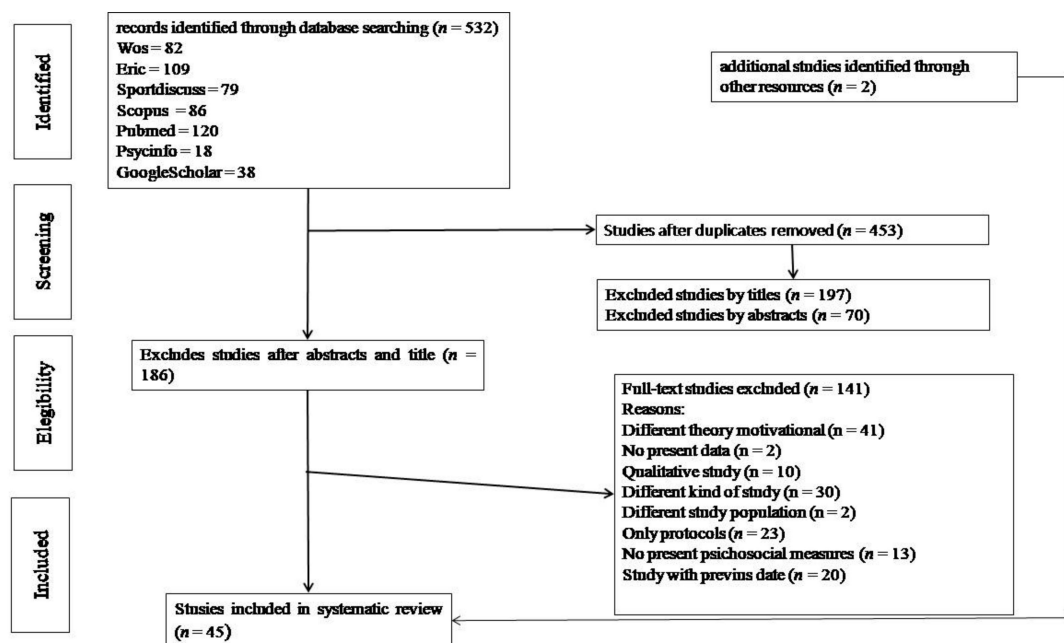 Identified
records identified through database searching (n = 532)
Wos = 82
Eric = 109
Sportdiscuss = 79
Scopus = 86
Pubmed = 120
Psycinfo = 18
GoogleScholar = 38
additional studies identified through
other resources (n = 2)
Screening
Studies after duplicates removed (n = 453)
Excluded studies by titles (n = 197)
Excluded studies by abstracts (n = 70)
Elegibility
Excludes studies after abstracts and title (n =
186)
Full-text studies excluded (n = 141)
Reasons:
Different theory motivational (n = 41)
No present data (n = 2)
Qualitative study (n = 10)
Different kind of study (n = 30)
Different study population (n = 2)
Only protocols (n = 23)
No present psichosocial measures (n = 13)
Study with previus date (n = 20)
Included
Stusies included in systematic review
(n = 45)